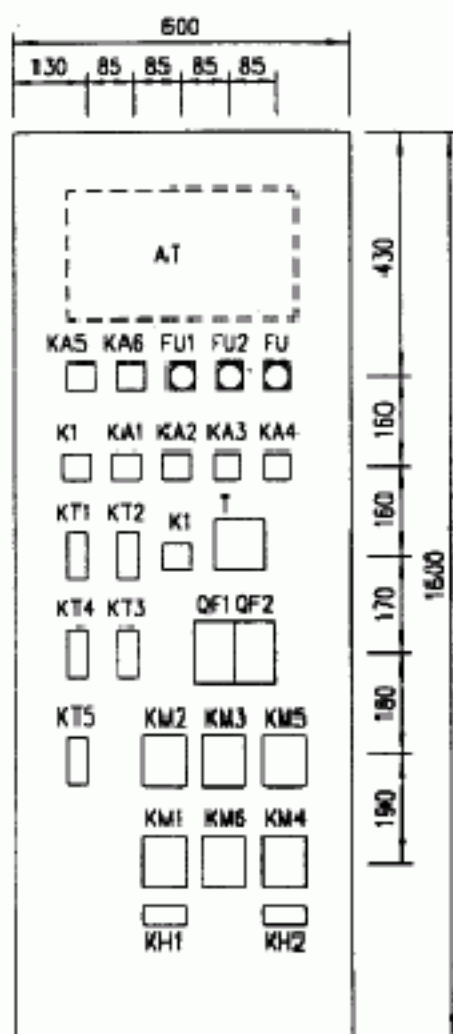 600
130 85 85 85 85
AT
430
KA5 KA6 FU1 FU2 FU
160
K1 KA1 KA2 KA3 KA4
160
KT1 KT2 K1 T
1600
170
KT4 KT3 QF1 QF2
180
KT5 KM2 KM3 KM5
190
KM1 KM6 KM4
KH1 KH2